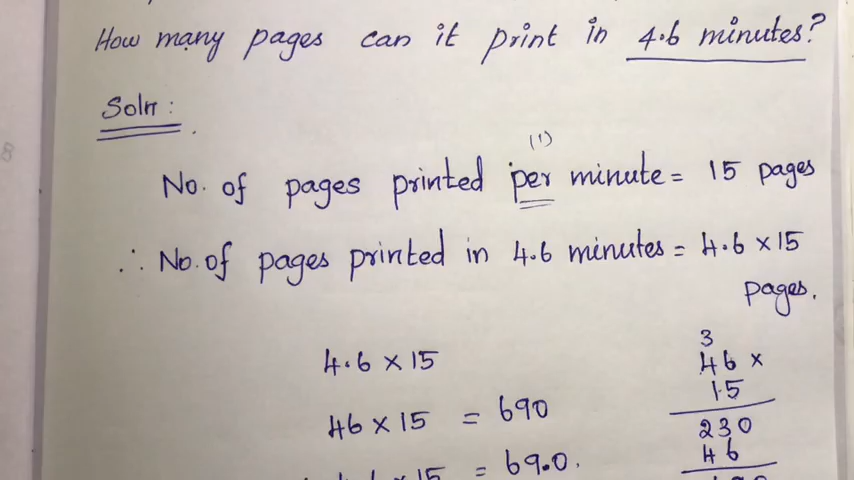 How many pages can it print in 4.6 minutes?
Soln :
(1)
No. of pages printed per minute = 15 pages
∴ No. of pages printed in 4.6 minutes = 4.6 × 15
pages.
4.6 × 15
46 × 15 = 690
× 15 = 69.0.
3
46 ×
15
230
46
8